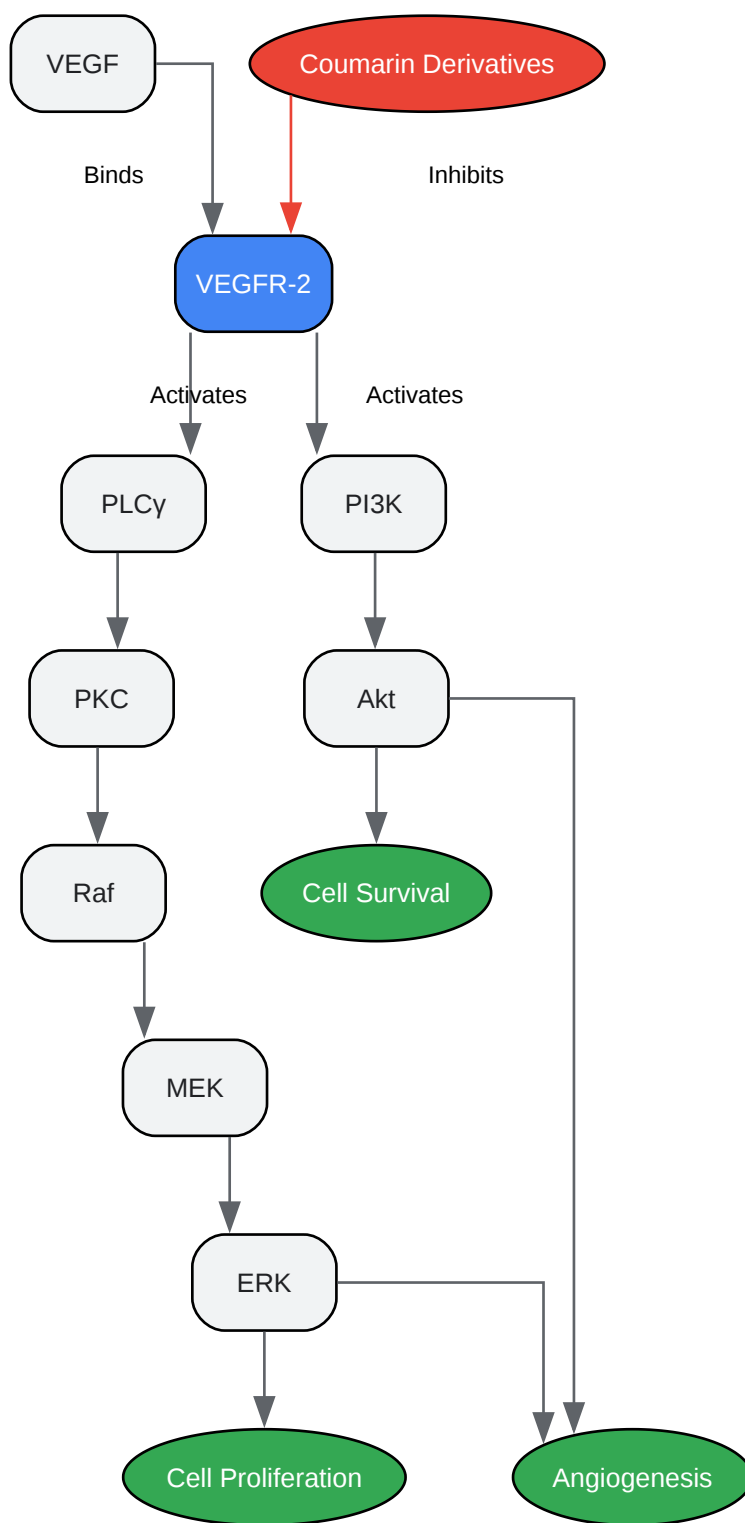 VEGF
Coumarin Derivatives
Binds
Inhibits
VEGFR-2
Activates
Activates
PLCγ
PI3K
PKC
Akt
Raf
Cell Survival
MEK
ERK
Cell Proliferation
Angiogenesis